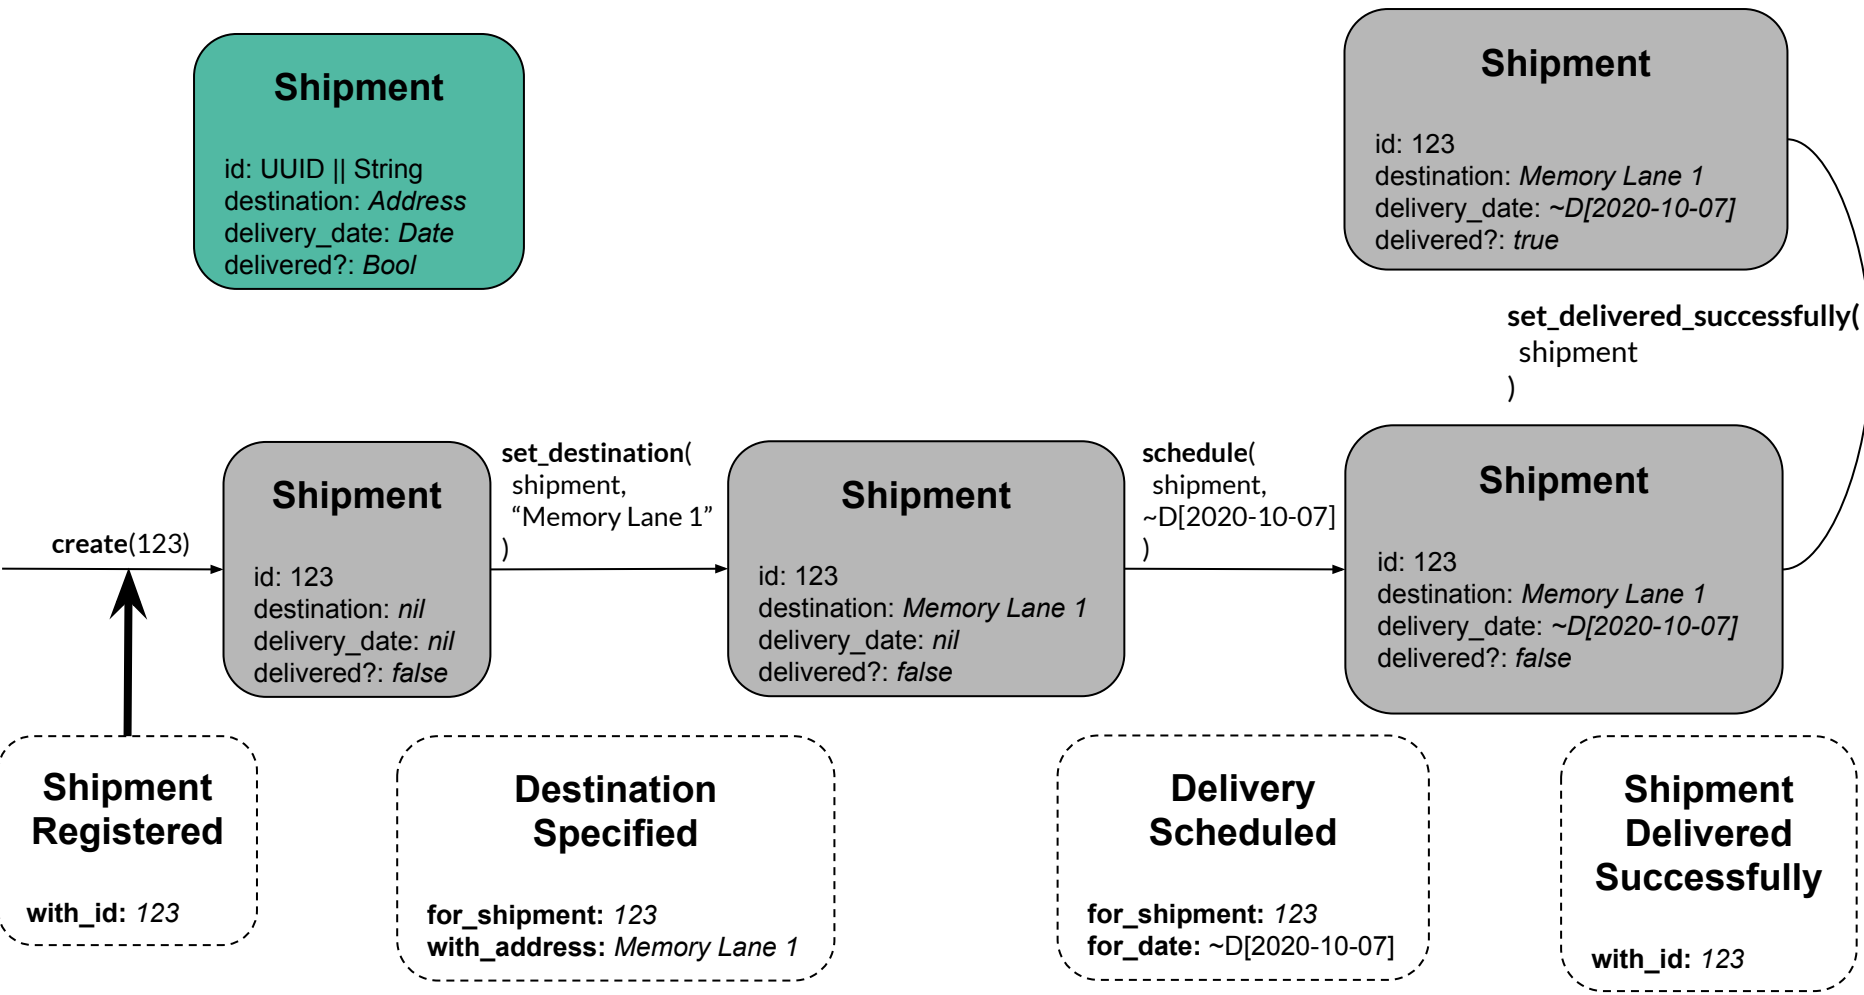 Shipment
id: UUID || String
destination: Address
delivery_date: Date
delivered?: Bool
Shipment
id: 123
destination: Memory Lane 1
delivery_date: ~D[2020-10-07]
delivered?: true
set_delivered_successfully(
shipment
)
create(123)
Shipment
id: 123
destination: nil
delivery_date: nil
delivered?: false
set_destination(
shipment,
“Memory Lane 1”
)
Shipment
id: 123
destination: Memory Lane 1
delivery_date: nil
delivered?: false
schedule(
shipment,
~D[2020-10-07]
)
Shipment
id: 123
destination: Memory Lane 1
delivery_date: ~D[2020-10-07]
delivered?: false
Shipment
Registered
with_id: 123
Destination
Specified
for_shipment: 123
with_address: Memory Lane 1
Delivery
Scheduled
for_shipment: 123
for_date: ~D[2020-10-07]
Shipment
Delivered
Successfully
with_id: 123